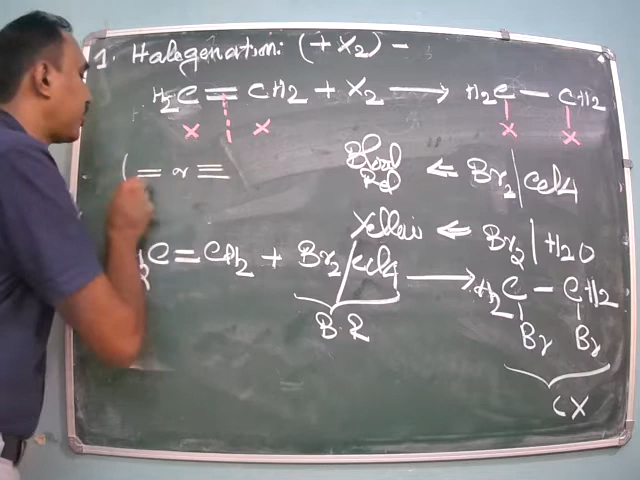 1. Halogenation: (+X2) -
H2C = CH2 + X2 ⟶ H2C - CH2
X X X X
Blood Red ⇐ Br2 | CCl4
( = or ≡
Yellow ⇐ Br2 | H2O
H2C = CH2 + Br2/CCl4 ⟶ H2C - CH2
Br Br
B.R
CX